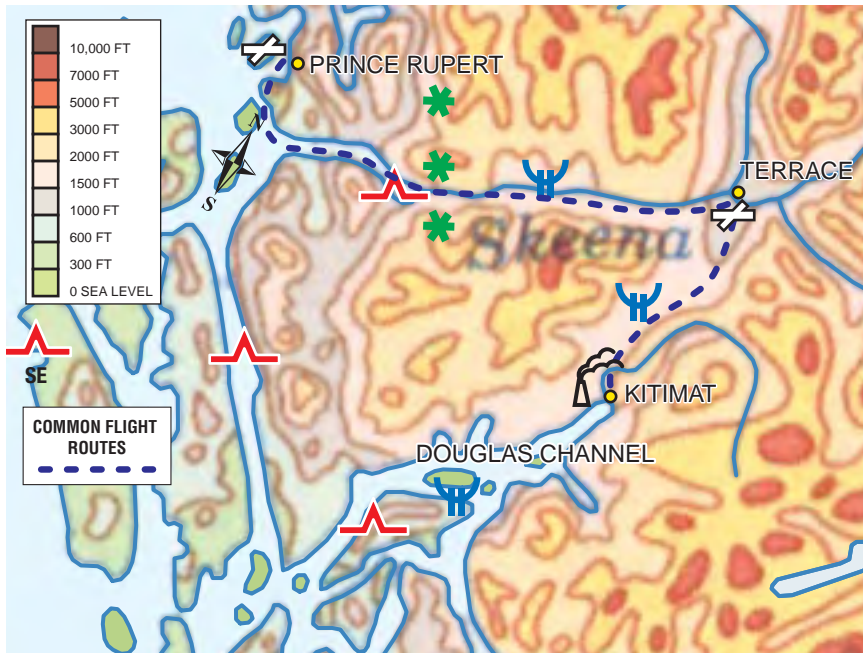 10,000 FT
7000 FT
5000 FT
3000 FT
2000 FT
1500 FT
1000 FT
600 FT
300 FT
0 SEA LEVEL
PRINCE RUPERT
N
S
TERRACE
Skeena
SE
KITIMAT
COMMON FLIGHT
ROUTES
DOUGLAS CHANNEL